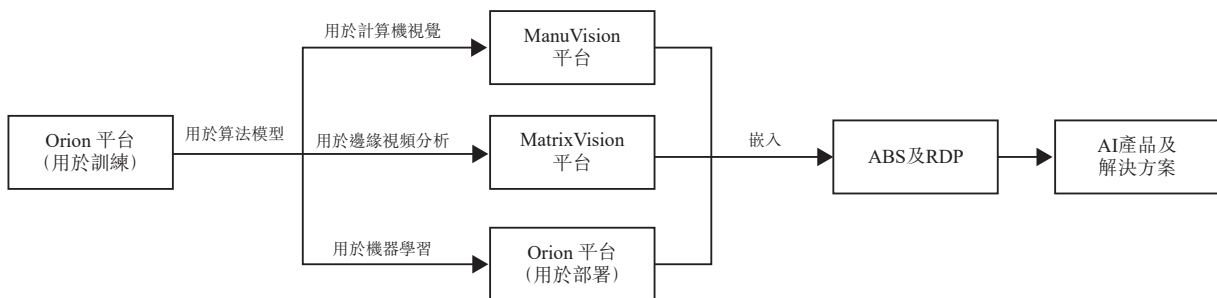 Orion 平台
(用於訓練)
用於算法模型
用於計算機視覺
ManuVision
平台
用於邊緣視頻分析
MatrixVision
平台
用於機器學習
Orion 平台
(用於部署)
嵌入
ABS及RDP
AI產品及
解決方案